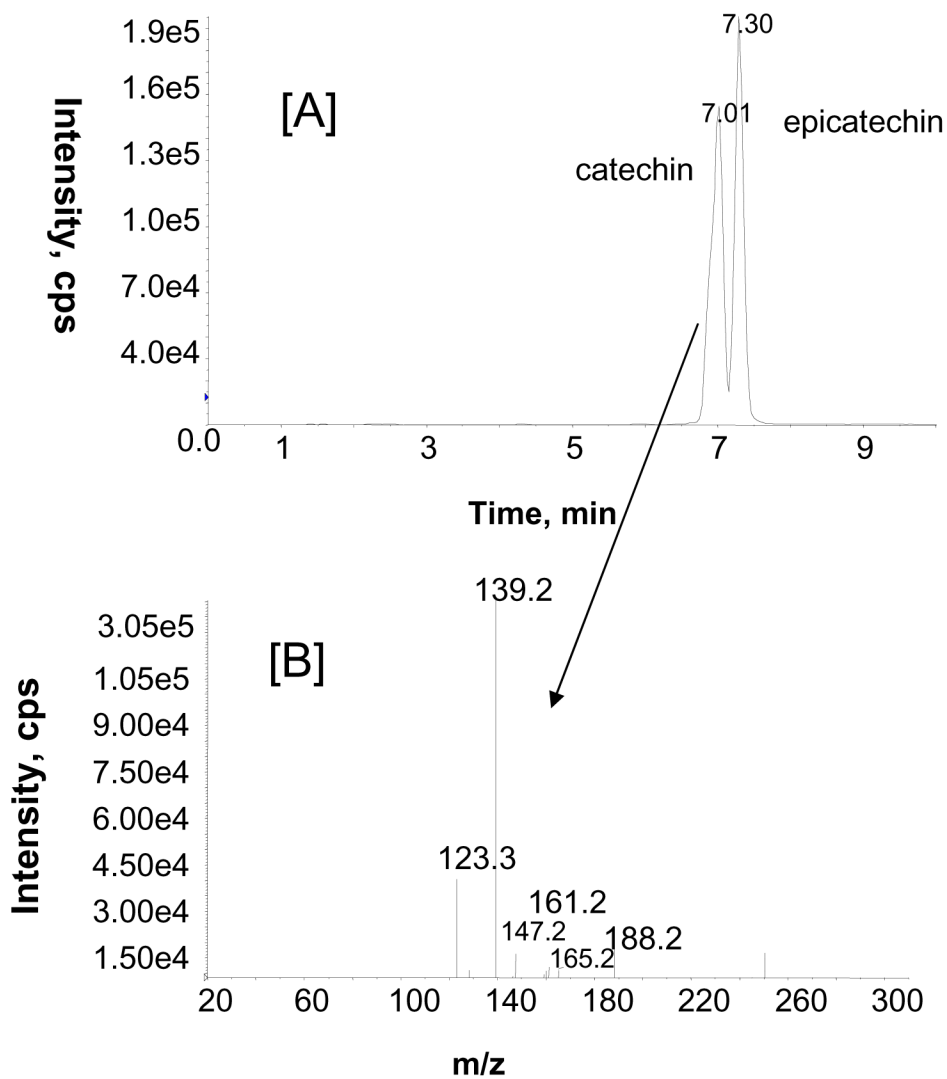 1.9e5
7.30
1.6e5
[A]
7.01
epicatechin
1.3e5
catechin
Intensity, cps
1.0e5
7.0e4
4.0e4
0.0
1 3 5 7 9
Time, min
139.2
3.05e5
[B]
1.05e5
9.00e4
Intensity, cps
7.50e4
6.00e4
4.50e4
123.3
3.00e4
161.2
147.2
188.2
1.50e4
165.2
20 60 100 140 180 220 260 300
m/z